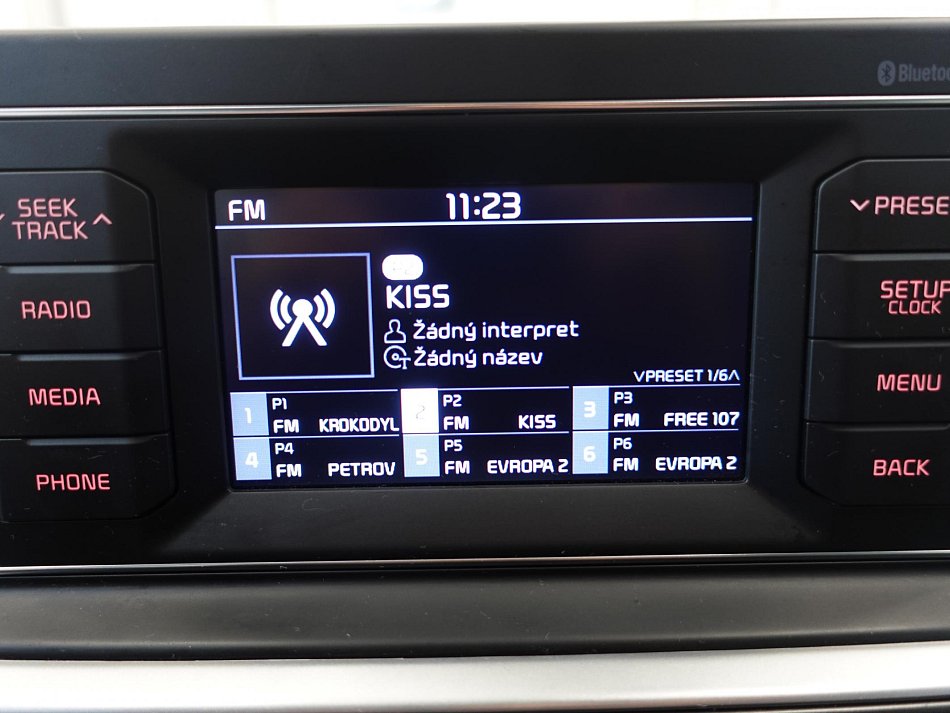 Bluetoo
SEEK
TRACK
RADIO
MEDIA
PHONE
FM 11:23
KISS
Žádný interpret
Žádný název
PRESET 1/6
1 P1 FM KROKODYL
2 P2 FM KISS
3 P3 FM FREE 107
4 P4 FM PETROV
5 P5 FM EVROPA 2
6 P6 FM EVROPA 2
PRESE
SETUP
CLOCK
MENU
BACK